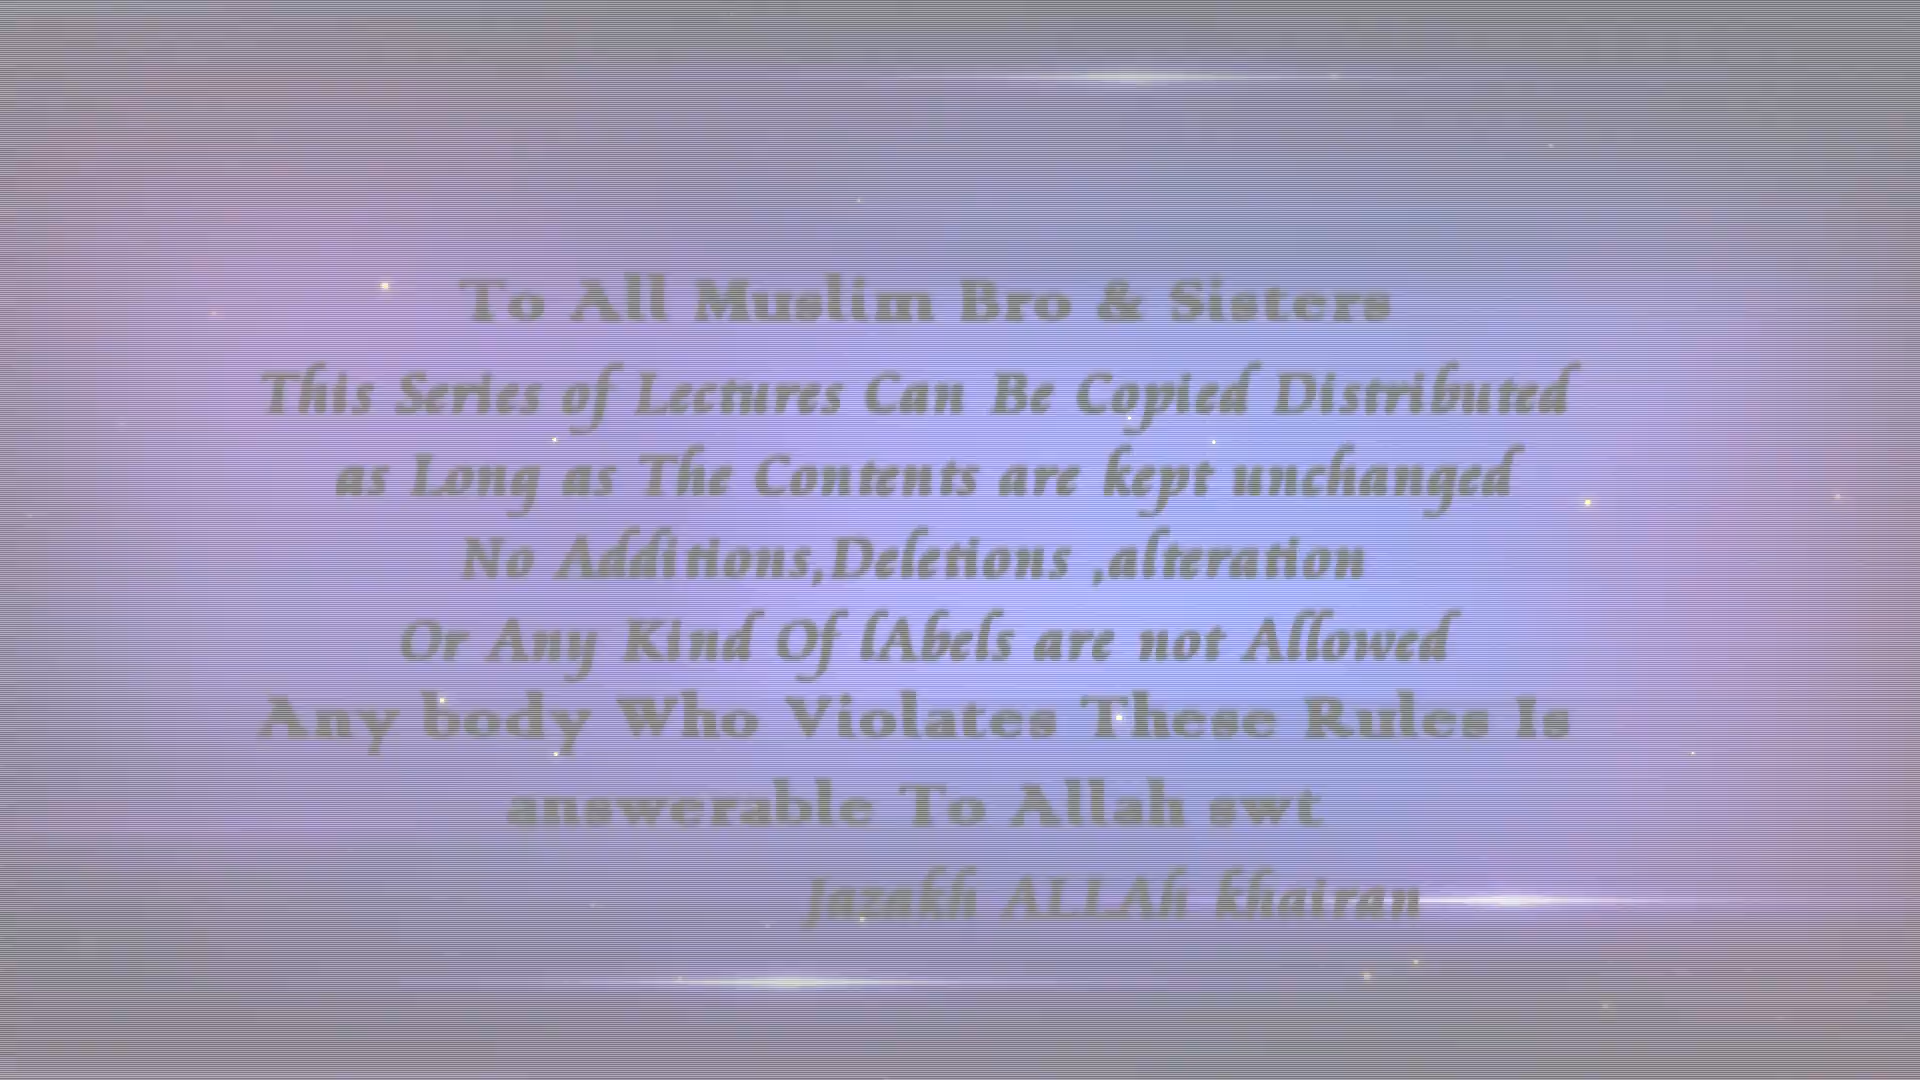 To All Muslim Bro & Sisters
This Series of Lectures Can Be Copied Distributed
as Long as The Contents are kept unchanged
No Additions,Deletions ,alteration
Or Any Kind Of lAbels are not Allowed
Any body Who Violates These Rules Is
answerable To Allah swt
Jazakh ALLAh khairan